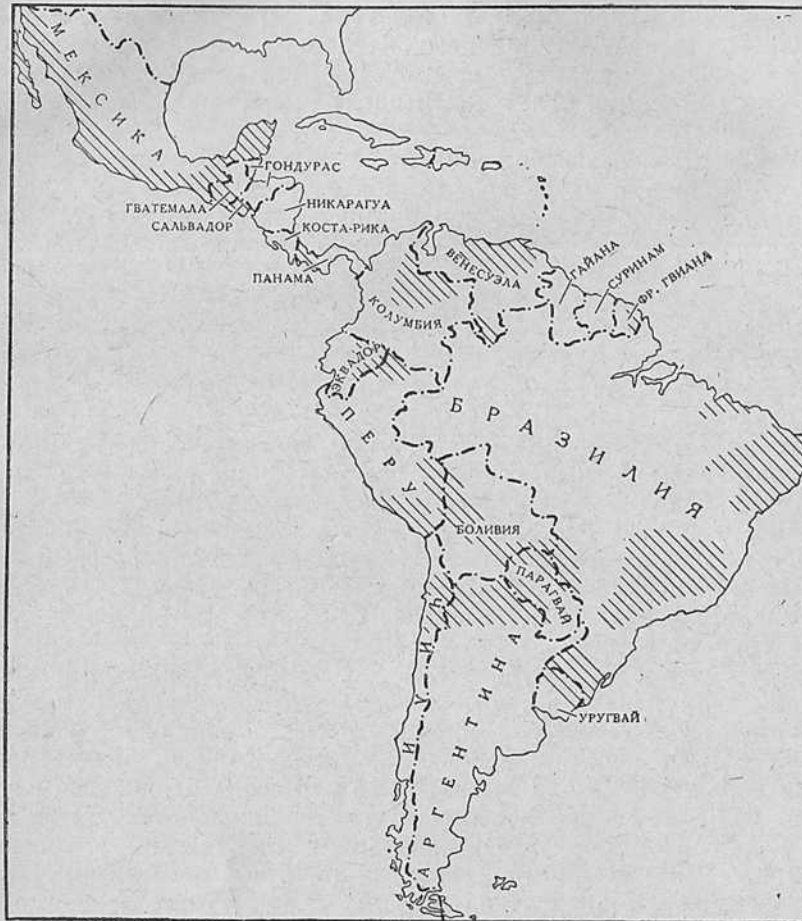 МЕКСИКА
ГОНДУРАС
ГВАТЕМАЛА
НИКАРАГУА
САЛЬВАДОР
КОСТА-РИКА
ПАНАМА
ВЕНЕСУЭЛА
ГАЙАНА
СУРИНАМ
ФР. ГВИАНА
КОЛУМБИЯ
ЭКВАДОР
ПЕРУ
БРАЗИЛИЯ
БОЛИВИЯ
ПАРАГВАЙ
ЧИЛИ
АРГЕНТИНА
УРУГВАЙ